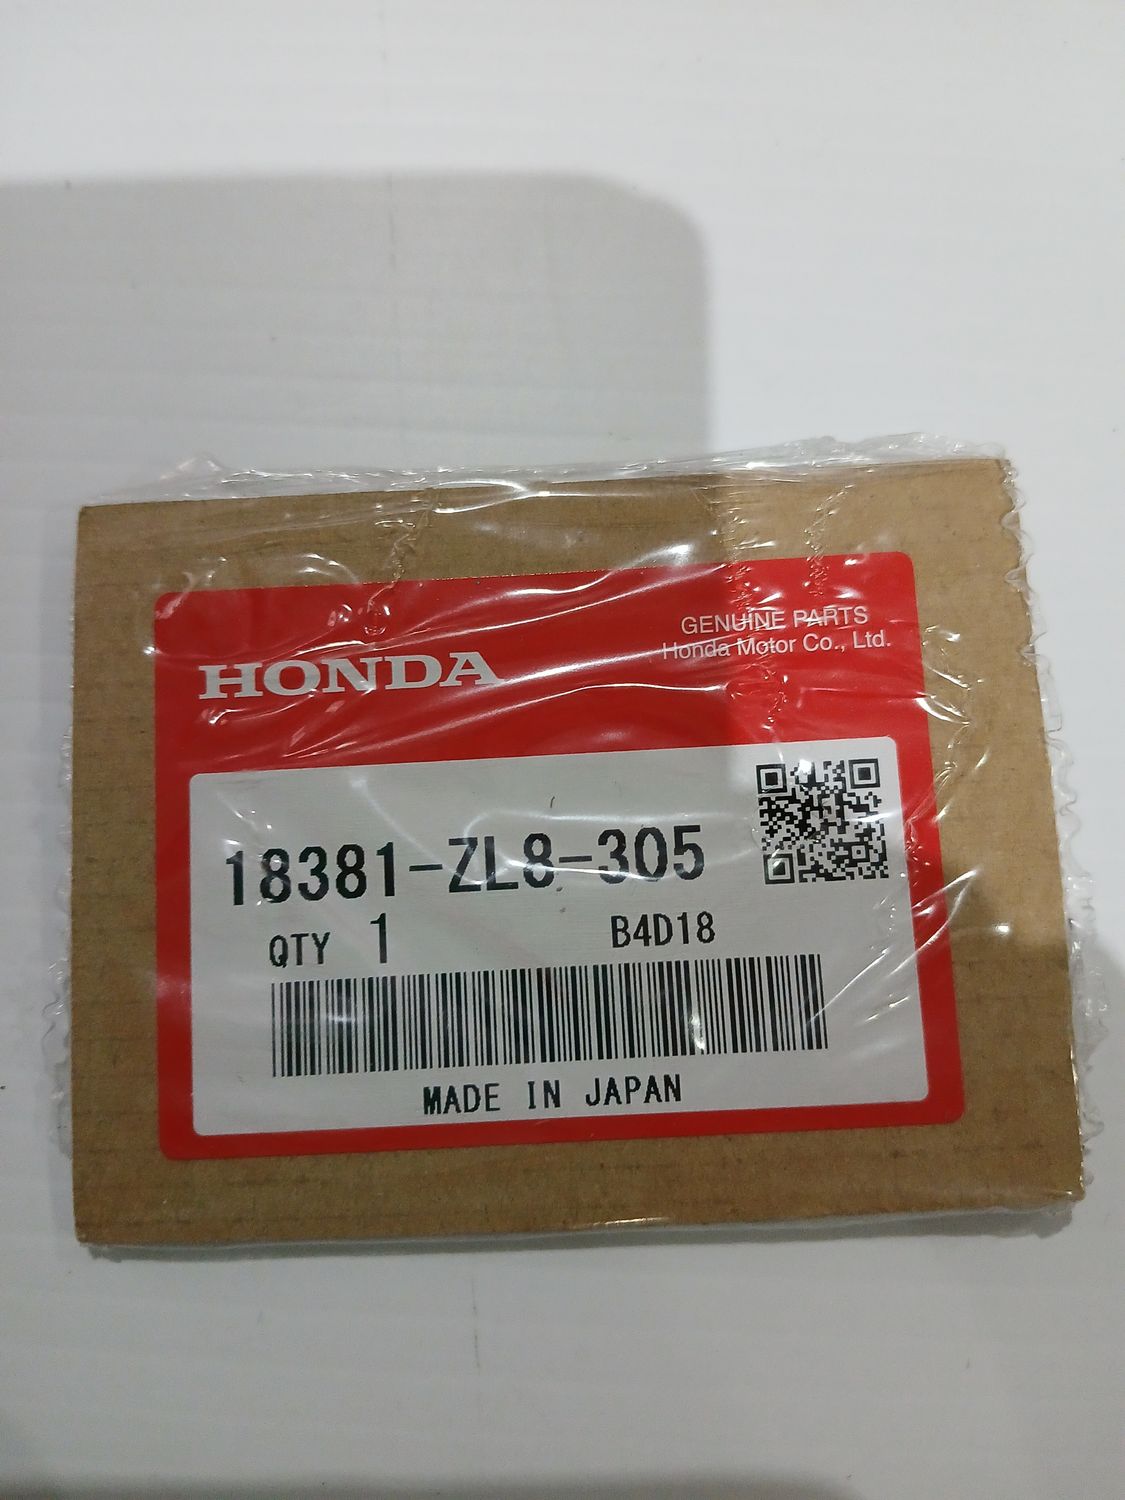 GENUINE PARTS
Honda Motor Co., Ltd.
HONDA
18381-ZL8-305
QTY 1 B4D18
MADE IN JAPAN